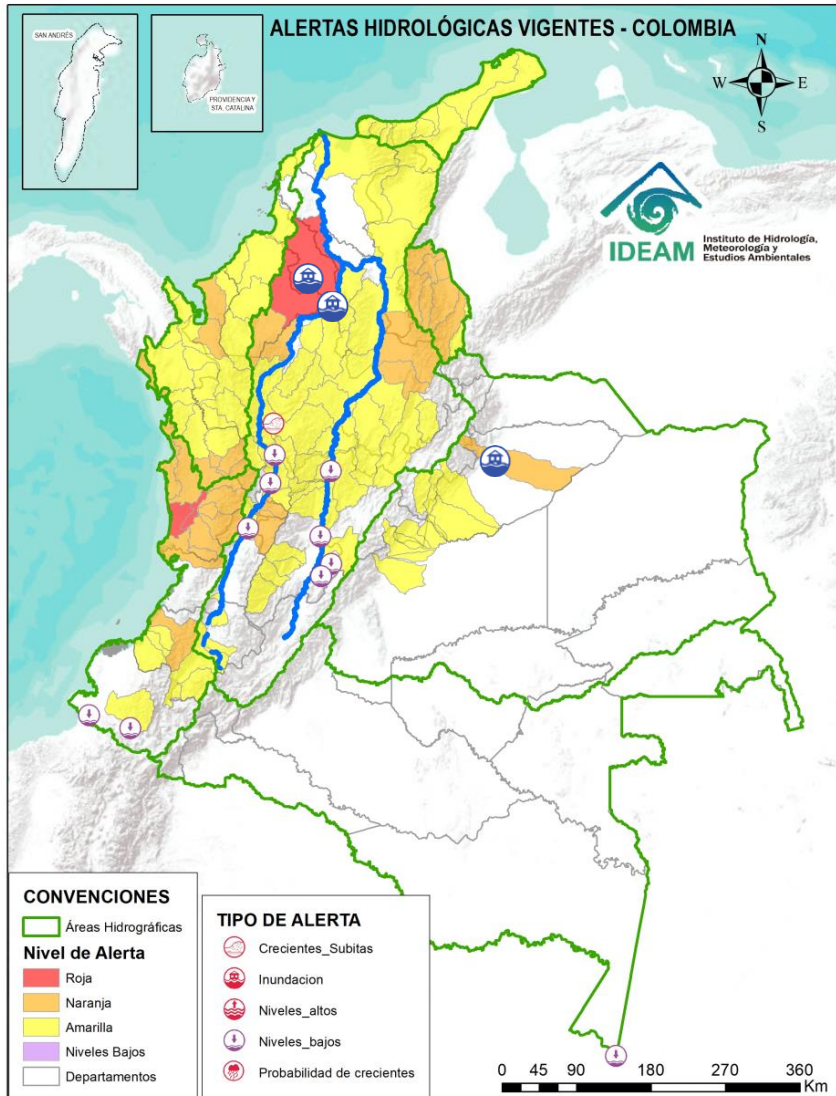 ALERTAS HIDROLÓGICAS VIGENTES - COLOMBIA
SAN ANDRÉS
PROVIDENCIA Y
STA. CATALINA
N
W
E
S
IDEAM
Instituto de Hidrología,
Meteorología y
Estudios Ambientales
CONVENCIONES
Áreas Hidrográficas
Nivel de Alerta
Roja
Naranja
Amarilla
Niveles Bajos
Departamentos
TIPO DE ALERTA
Crecientes_Subitas
Inundacion
Niveles_altos
Niveles_bajos
Probabilidad de crecientes
0 45 90 180 270 360
Km